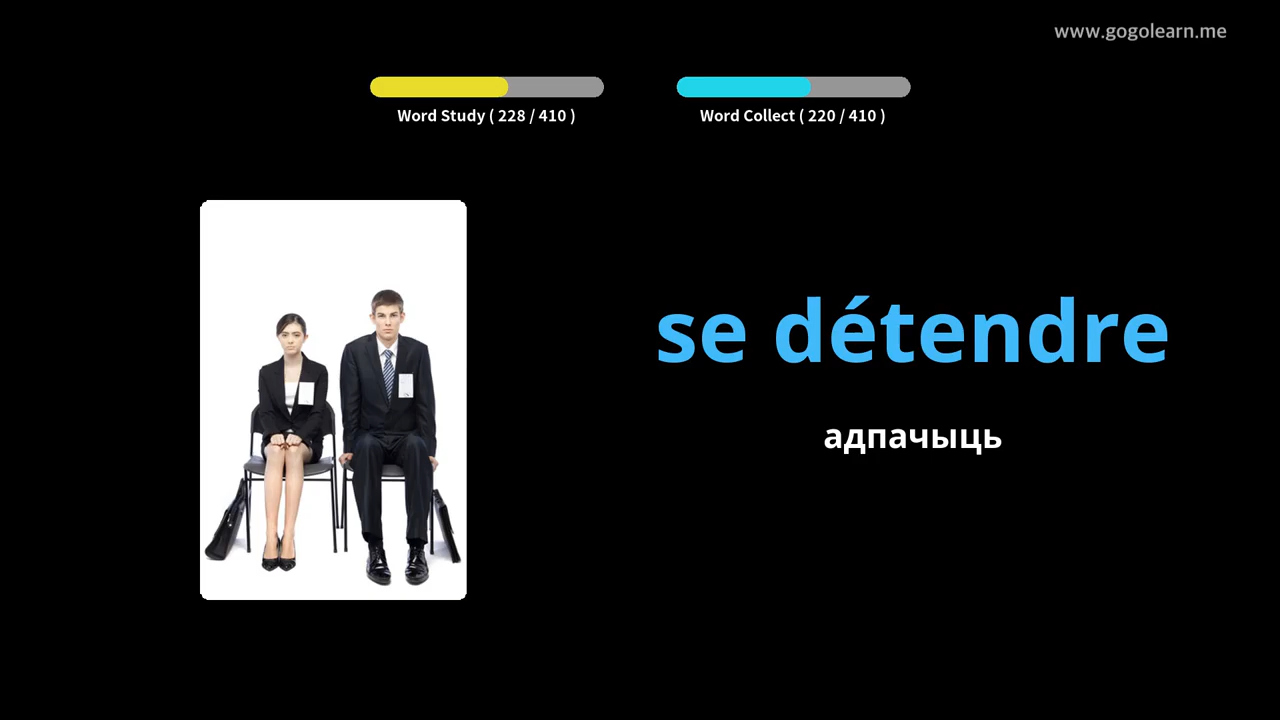 www.gogolearn.me
Word Study ( 228 / 410 )
Word Collect ( 220 / 410 )
se détendre
адпачыць